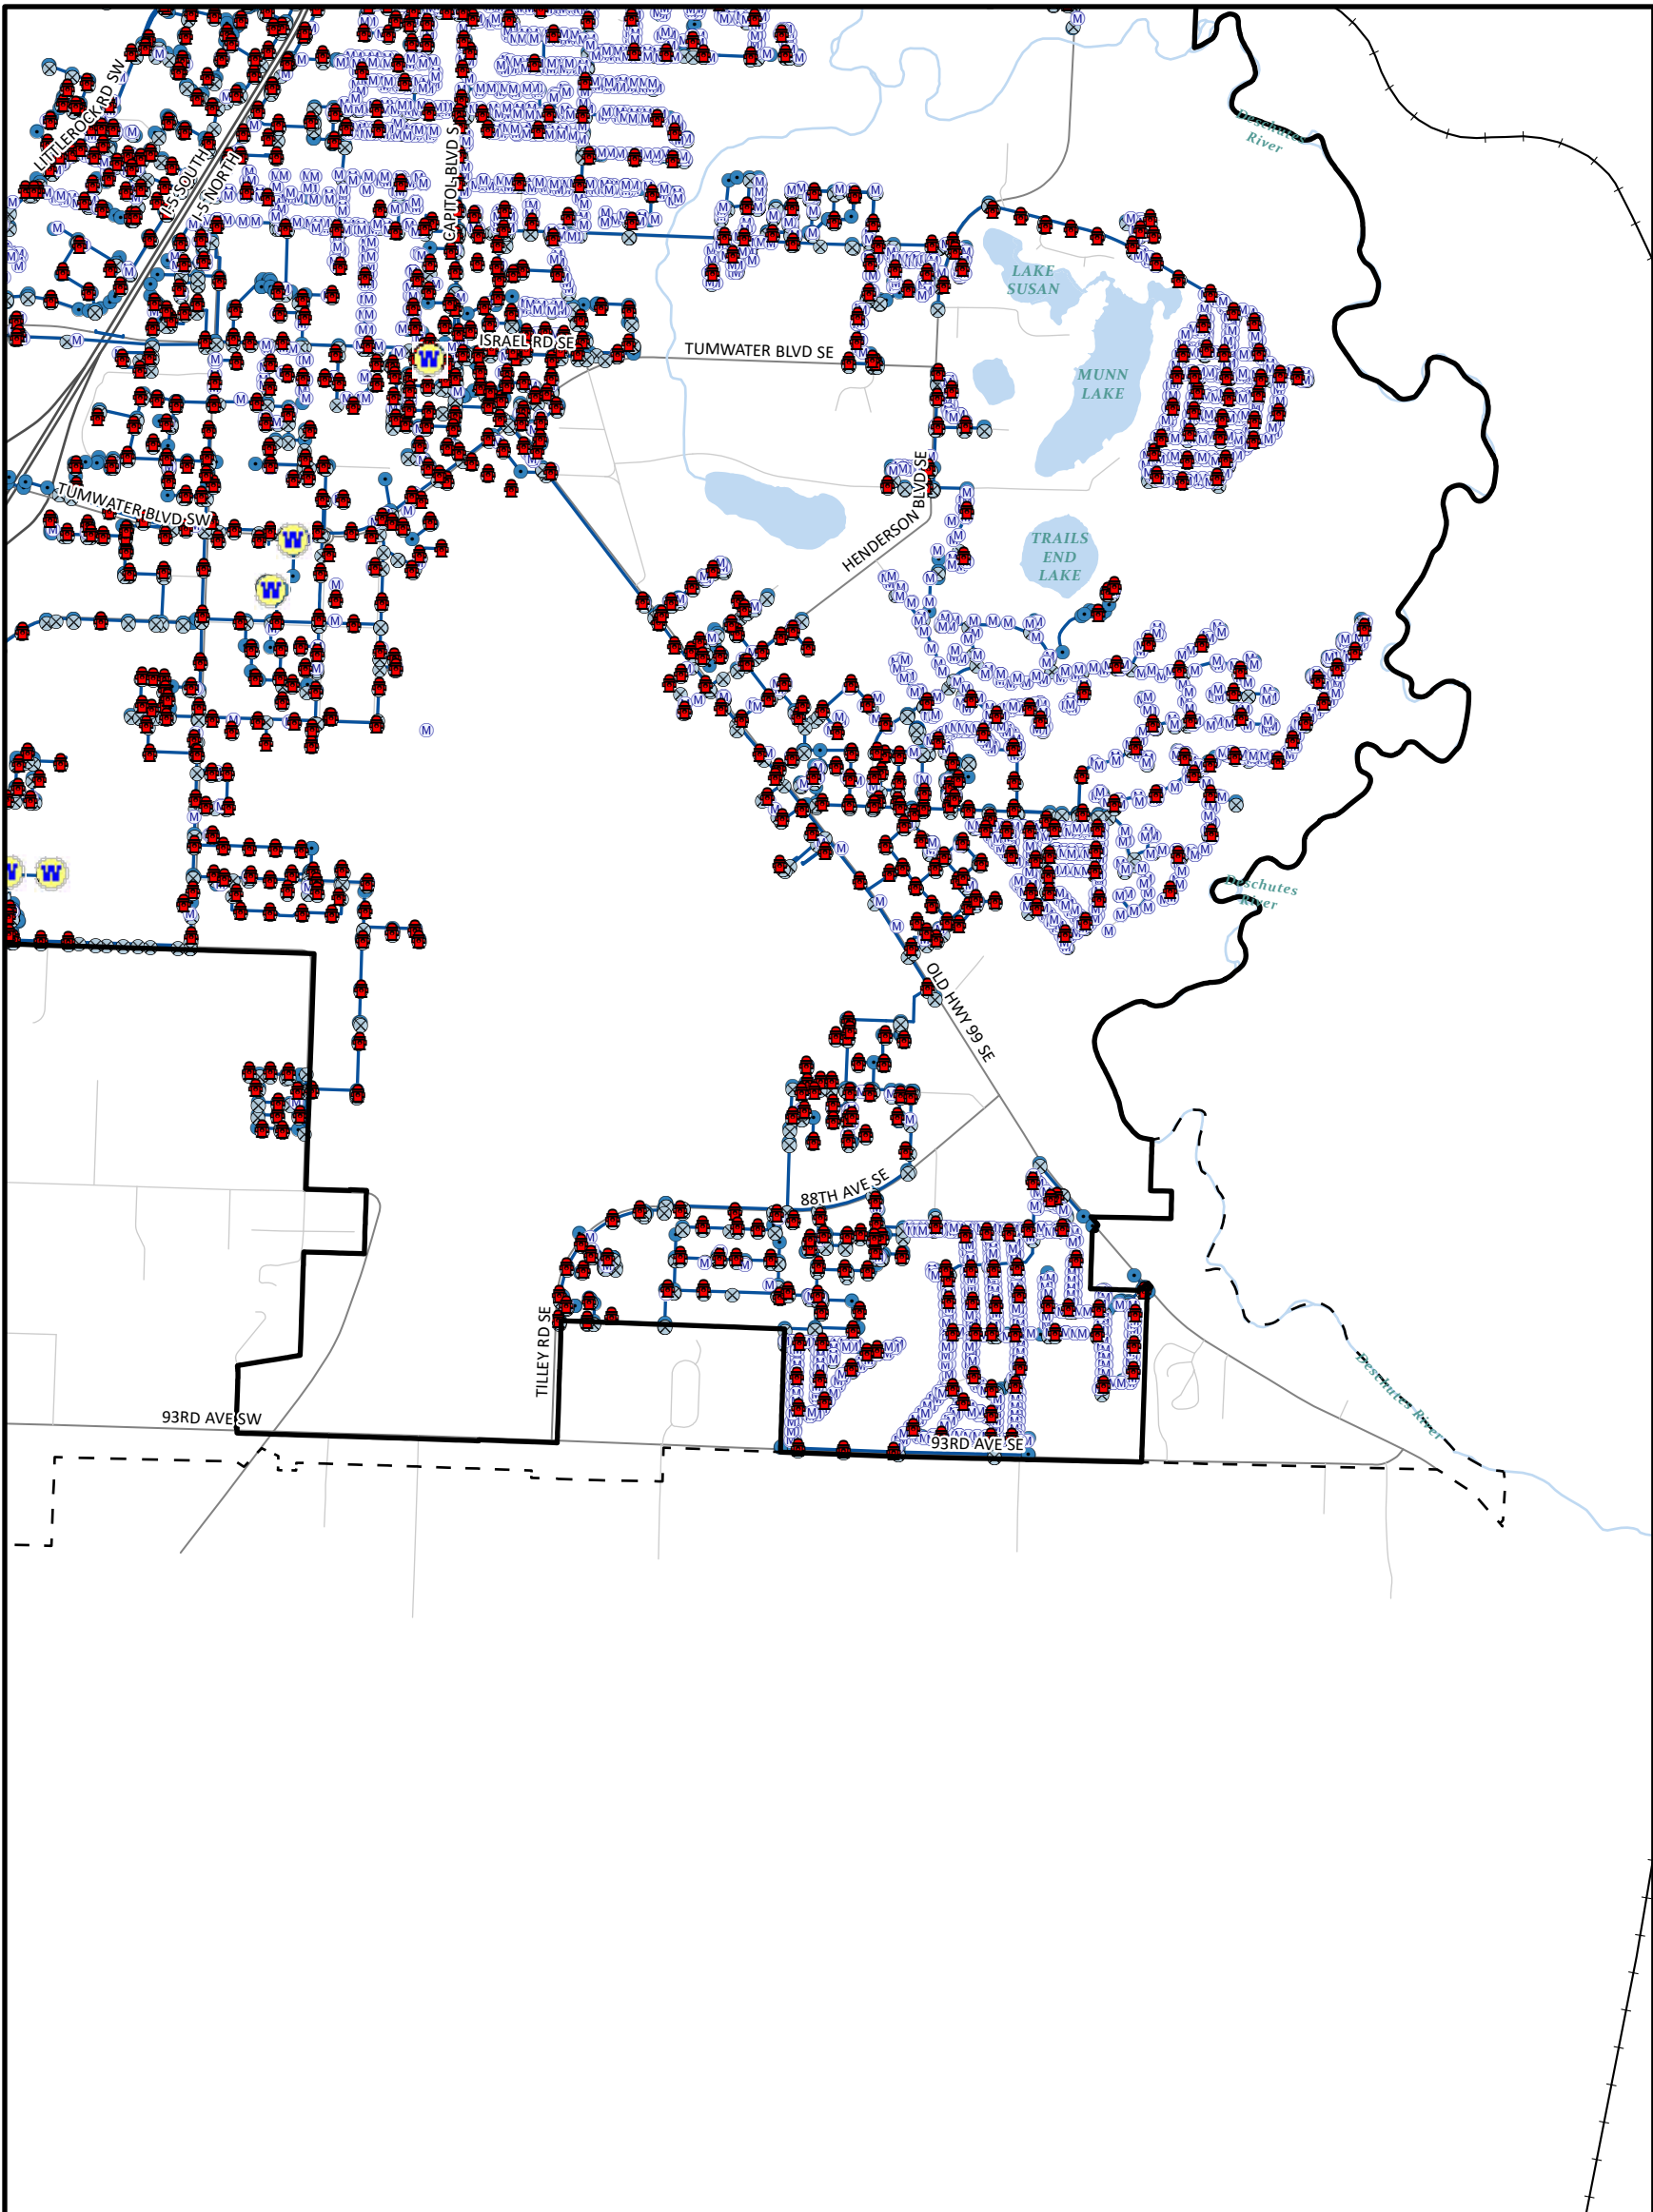 LITTLEROCK RD SW
I-5 SOUTH
I-5 NORTH
CAPITOL BLVD S
Deschutes
River
LAKE
SUSAN
ISRAEL RD SE
TUMWATER BLVD SE
MUNN
LAKE
TUMWATER BLVD SW
HENDERSON BLVD SE
TRAILS
END
LAKE
Deschutes
River
OLD HWY 99 SE
88TH AVE SE
TILLEY RD SE
Deschutes River
93RD AVE SW
93RD AVE SE